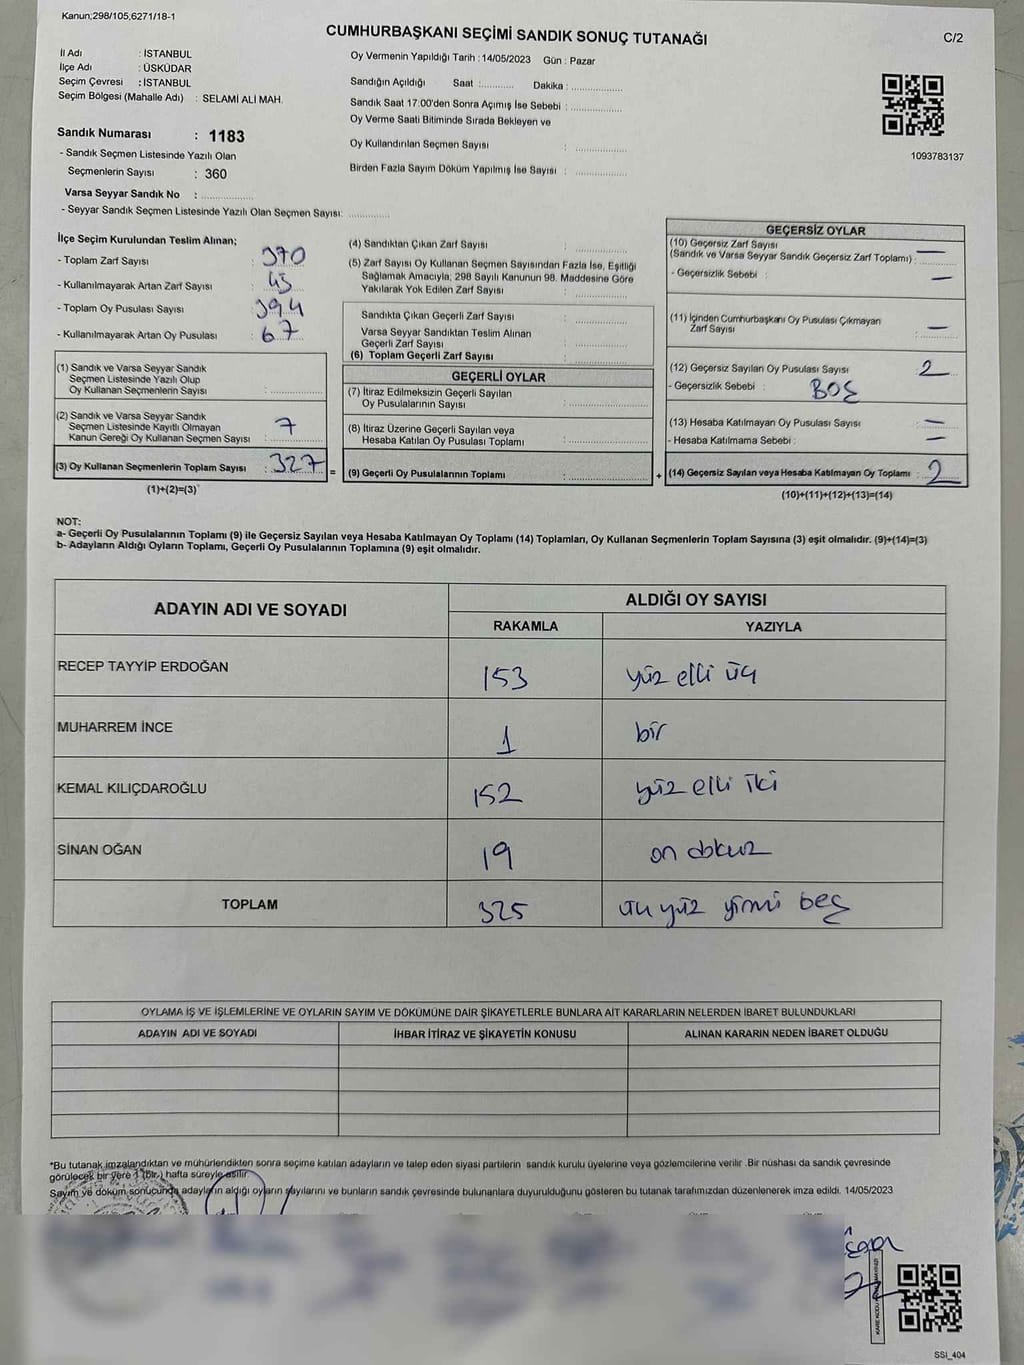 Kanun;298/105,6271/18-1
CUMHURBAŞKANI SEÇİMİ SANDIK SONUÇ TUTANAĞI
C/2
İl Adı : İSTANBUL
İlçe Adı : ÜSKÜDAR
Seçim Çevresi : İSTANBUL
Seçim Bölgesi (Mahalle Adı) : SELAMİ ALİ MAH.
Sandık Numarası : 1183
- Sandık Seçmen Listesinde Yazılı Olan
Seçmenlerin Sayısı : 360
Varsa Seyyar Sandık No :
- Seyyar Sandık Seçmen Listesinde Yazılı Olan Seçmen Sayısı:
Oy Vermenin Yapıldığı Tarih : 14/05/2023 Gün : Pazar
Sandığın Açıldığı Saat : Dakika :
Sandık Saat 17:00'den Sonra Açımış İse Sebebi :
Oy Verme Saati Bitiminde Sırada Bekleyen ve
Oy Kullandırılan Seçmen Sayısı :
Birden Fazla Sayım Döküm Yapılmış İse Sayısı :
1093783137
İlçe Seçim Kurulundan Teslim Alınan;
- Toplam Zarf Sayısı : 370
- Kullanılmayarak Artan Zarf Sayısı : 43
- Toplam Oy Pusulası Sayısı : 394
- Kullanılmayarak Artan Oy Pusulası : 67
(1) Sandık ve Varsa Seyyar Sandık
Seçmen Listesinde Yazılı Olup
Oy Kullanan Seçmenlerin Sayısı :
(2) Sandık ve Varsa Seyyar Sandık
Seçmen Listesinde Kayıtlı Olmayan
Kanun Gereği Oy Kullanan Seçmen Sayısı : 7
(3) Oy Kullanan Seçmenlerin Toplam Sayısı : 327 =
(1)+(2)=(3)
(4) Sandıktan Çıkan Zarf Sayısı :
(5) Zarf Sayısı Oy Kullanan Seçmen Sayısından Fazla İse, Eşitliği
Sağlamak Amacıyla, 298 Sayılı Kanunun 98. Maddesine Göre
Yakılarak Yok Edilen Zarf Sayısı :
Sandıkta Çıkan Geçerli Zarf Sayısı :
Varsa Seyyar Sandıktan Teslim Alınan
Geçerli Zarf Sayısı :
(6) Toplam Geçerli Zarf Sayısı :
GEÇERLİ OYLAR
(7) İtiraz Edilmeksizin Geçerli Sayılan
Oy Pusulalarının Sayısı :
(8) İtiraz Üzerine Geçerli Sayılan veya
Hesaba Katılan Oy Pusulası Toplamı :
(9) Geçerli Oy Pusulalarının Toplamı : +
GEÇERSİZ OYLAR
(10) Geçersiz Zarf Sayısı
(Sandık ve Varsa Seyyar Sandık Geçersiz Zarf Toplamı) : —
- Geçersizlik Sebebi : —
(11) İçinden Cumhurbaşkanı Oy Pusulası Çıkmayan
Zarf Sayısı : —
(12) Geçersiz Sayılan Oy Pusulası Sayısı : 2
- Geçersizlik Sebebi : BOŞ
(13) Hesaba Katılmayan Oy Pusulası Sayısı : —
- Hesaba Katılmama Sebebi : —
(14) Geçersiz Sayılan veya Hesaba Katılmayan Oy Toplamı : 2
(10)+(11)+(12)+(13)=(14)
NOT:
a- Geçerli Oy Pusulalarının Toplamı (9) ile Geçersiz Sayılan veya Hesaba Katılmayan Oy Toplamı (14) Toplamları, Oy Kullanan Seçmenlerin Toplam Sayısına (3) eşit olmalıdır. (9)+(14)=(3)
b- Adayların Aldığı Oyların Toplamı, Geçerli Oy Pusulalarının Toplamına (9) eşit olmalıdır.
ADAYIN ADI VE SOYADI
ALDIĞI OY SAYISI
RAKAMLA YAZIYLA
RECEP TAYYİP ERDOĞAN 153 yüz elli üç
MUHARREM İNCE 1 bir
KEMAL KILIÇDAROĞLU 152 yüz elli iki
SİNAN OĞAN 19 on dokuz
TOPLAM 325 üç yüz yirmi beş
OYLAMA İŞ VE İŞLEMLERİNE VE OYLARIN SAYIM VE DÖKÜMÜNE DAİR ŞİKAYETLERLE BUNLARA AİT KARARLARIN NELERDEN İBARET BULUNDUKLARI
ADAYIN ADI VE SOYADI İHBAR İTİRAZ VE ŞİKAYETİN KONUSU ALINAN KARARIN NEDEN İBARET OLDUĞU
*Bu tutanak imzalandıktan ve mühürlendikten sonra seçime katılan adayların ve talep eden siyasi partilerin sandık kurulu üyelerine veya gözlemcilerine verilir .Bir nüshası da sandık çevresinde
görülecek bir yere 1 (bir) hafta süreyle asılır.
Sayım ve döküm sonucunda adayların aldığı oyların sayılarını ve bunların sandık çevresinde bulunanlara duyurulduğunu gösteren bu tutanak tarafımızdan düzenlenerek imza edildi. 14/05/2023
SSI_404